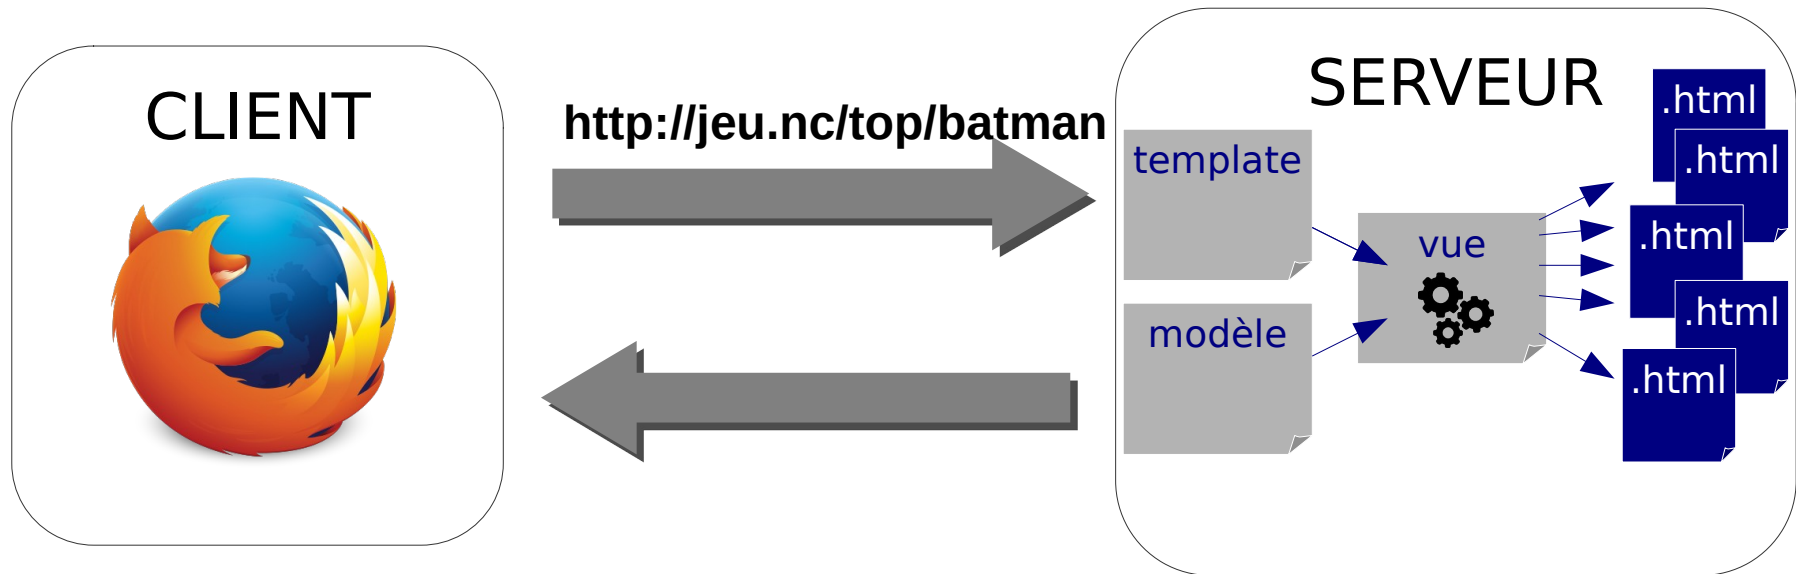 CLIENT
http://jeu.nc/top/batman
SERVEUR
template
modèle
vue
.html
.html
.html
.html
.html